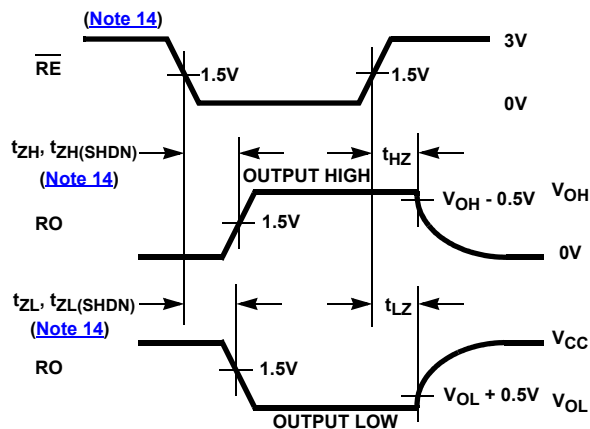 (Note 14)
RE
1.5V
1.5V
3V
0V
tZH, tZH(SHDN)
(Note 14)
RO
OUTPUT HIGH
1.5V
tHZ
VOH - 0.5V
VOH
0V
tZL, tZL(SHDN)
(Note 14)
RO
1.5V
OUTPUT LOW
tLZ
VCC
VOL + 0.5V
VOL